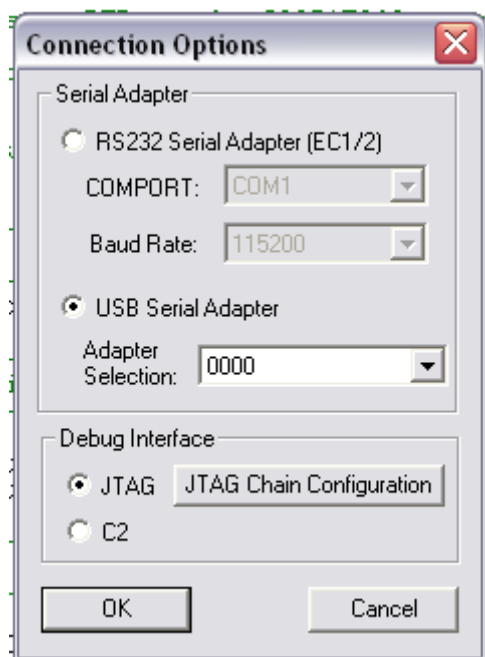 Connection Options
Serial Adapter
RS232 Serial Adapter (EC1/2)
COMPORT: COM1
Baud Rate: 115200
USB Serial Adapter
Adapter
Selection: 0000
Debug Interface
JTAG JTAG Chain Configuration
C2
OK Cancel